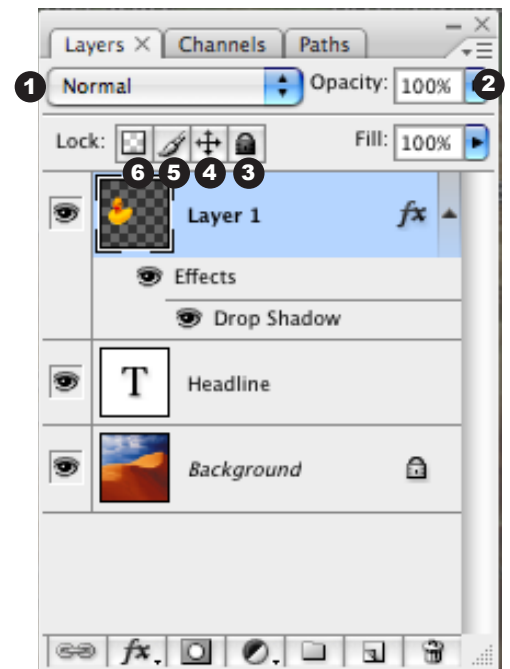 Layers × Channels Paths
1 Normal Opacity: 100% 2
Lock: Fill: 100%
6 5 4 3
Layer 1 fx
Effects
Drop Shadow
T Headline
Background
fx.